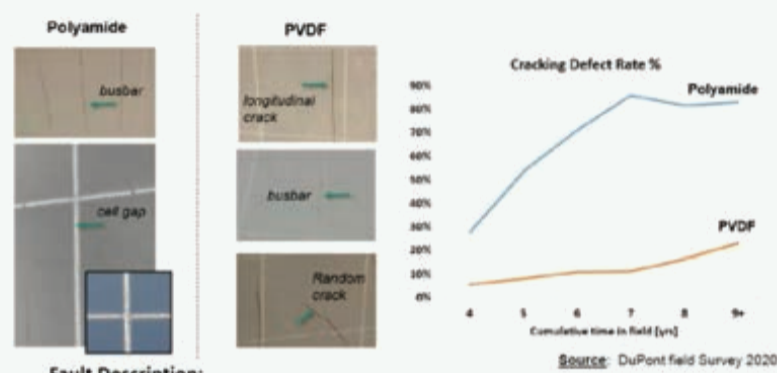 Polyamide
busbar
cell gap
PVDF
longitudinal
crack
busbar
Random
crack
Cracking Defect Rate %
90%
80%
70%
60%
50%
40%
30%
20%
10%
0%
Polyamide
PVDF
4
5
6
7
8
9+
Cumulative time in field [yrs]
Source: DuPont field Survey 2020
Fault Description: